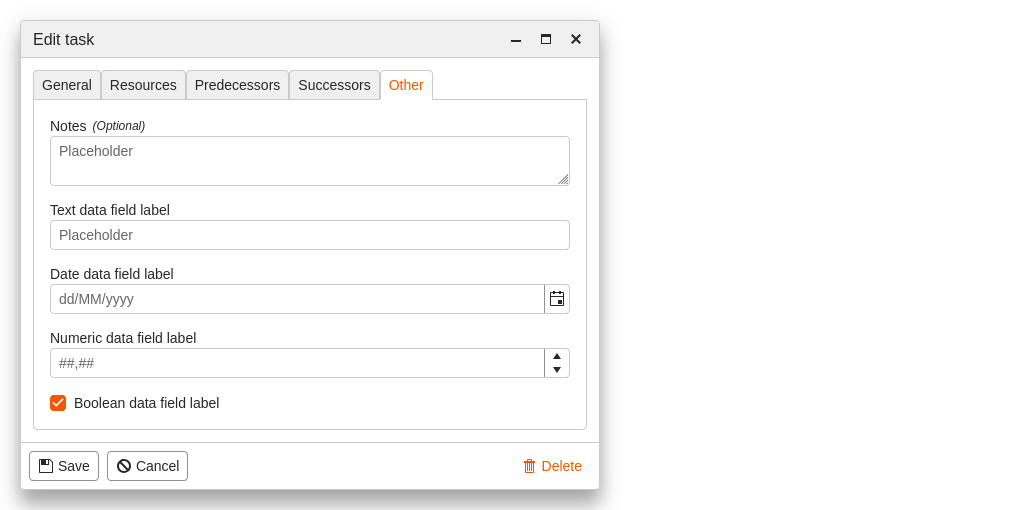 Edit task
General Resources Predecessors Successors Other
Notes (Optional)
Placeholder
Text data field label
Placeholder
Date data field label
dd/MM/yyyy
Numeric data field label
##,##
Boolean data field label
Save Cancel Delete